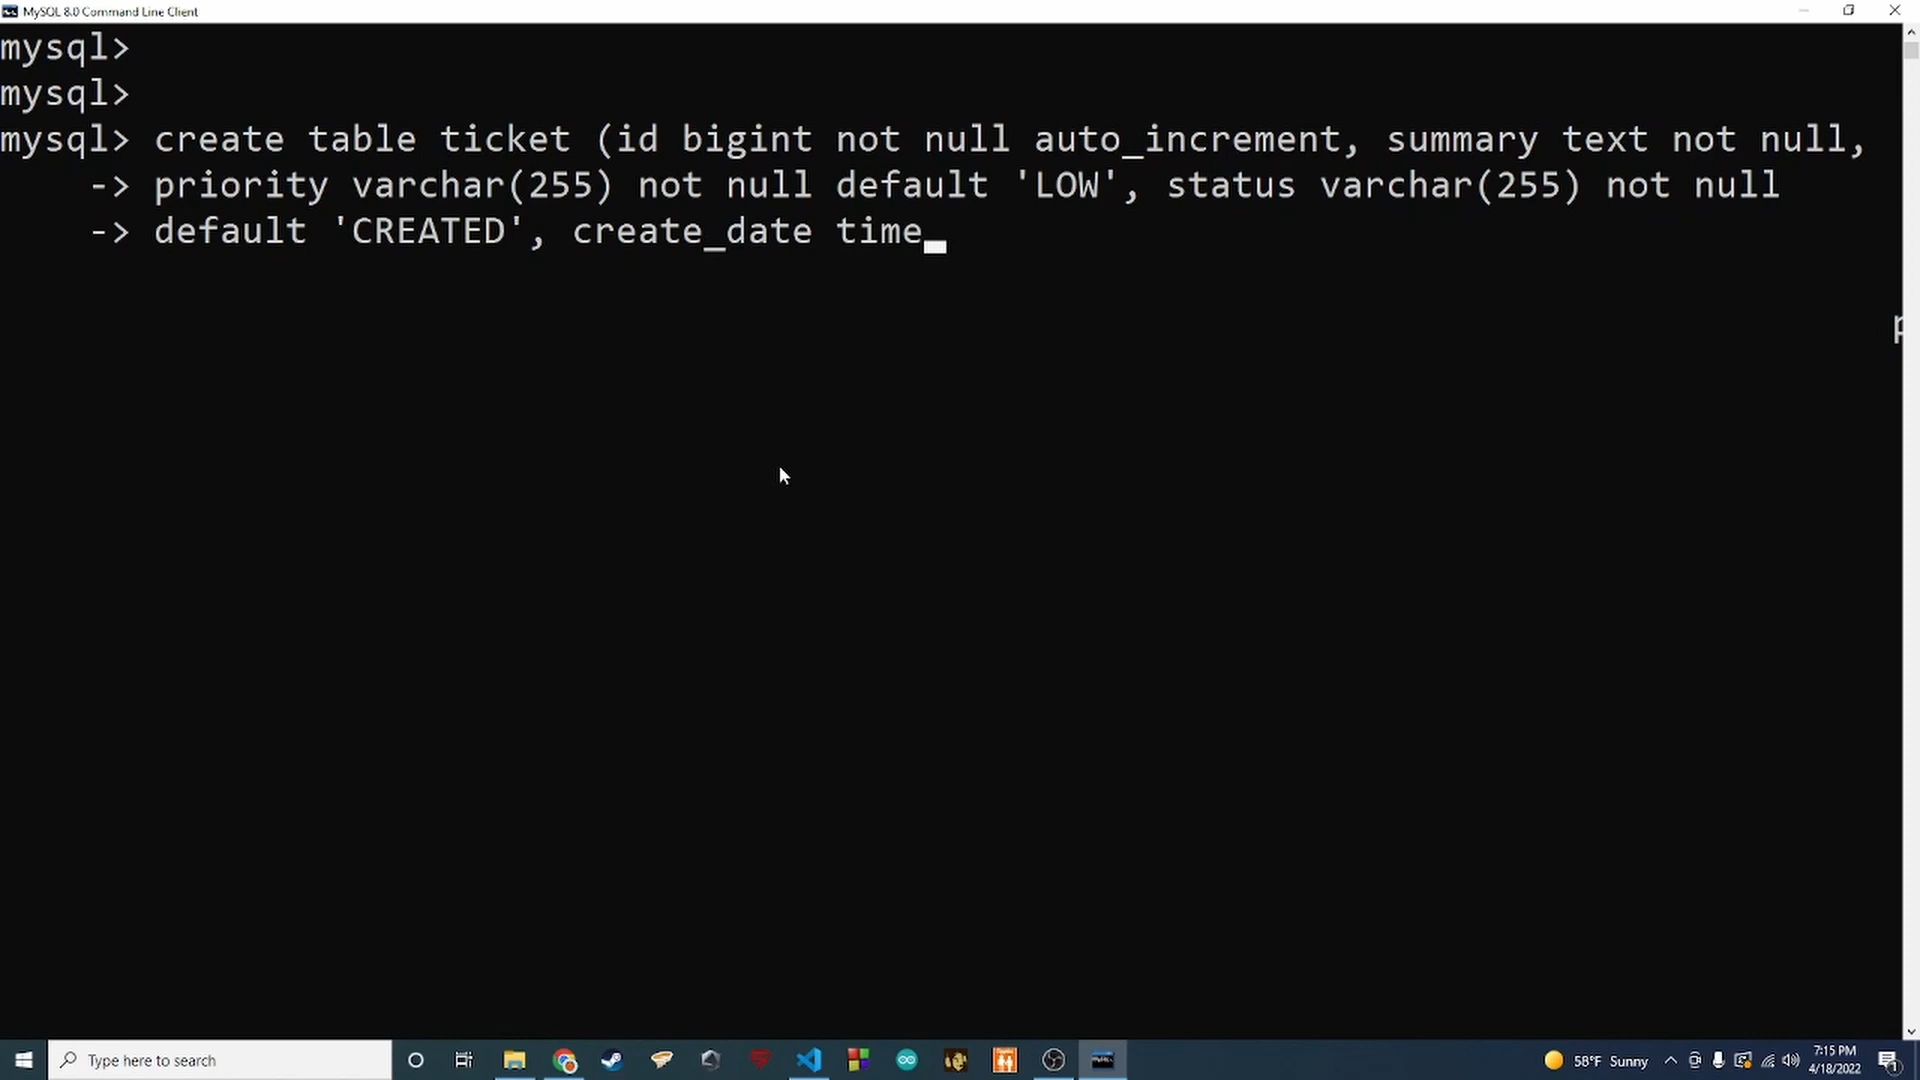 MySQL 8.0 Command Line Client
mysql>
mysql>
mysql> create table ticket (id bigint not null auto_increment, summary text not null,
-> priority varchar(255) not null default 'LOW', status varchar(255) not null
-> default 'CREATED', create_date time
p
Type here to search
58°F Sunny
7:15 PM
4/18/2022
1